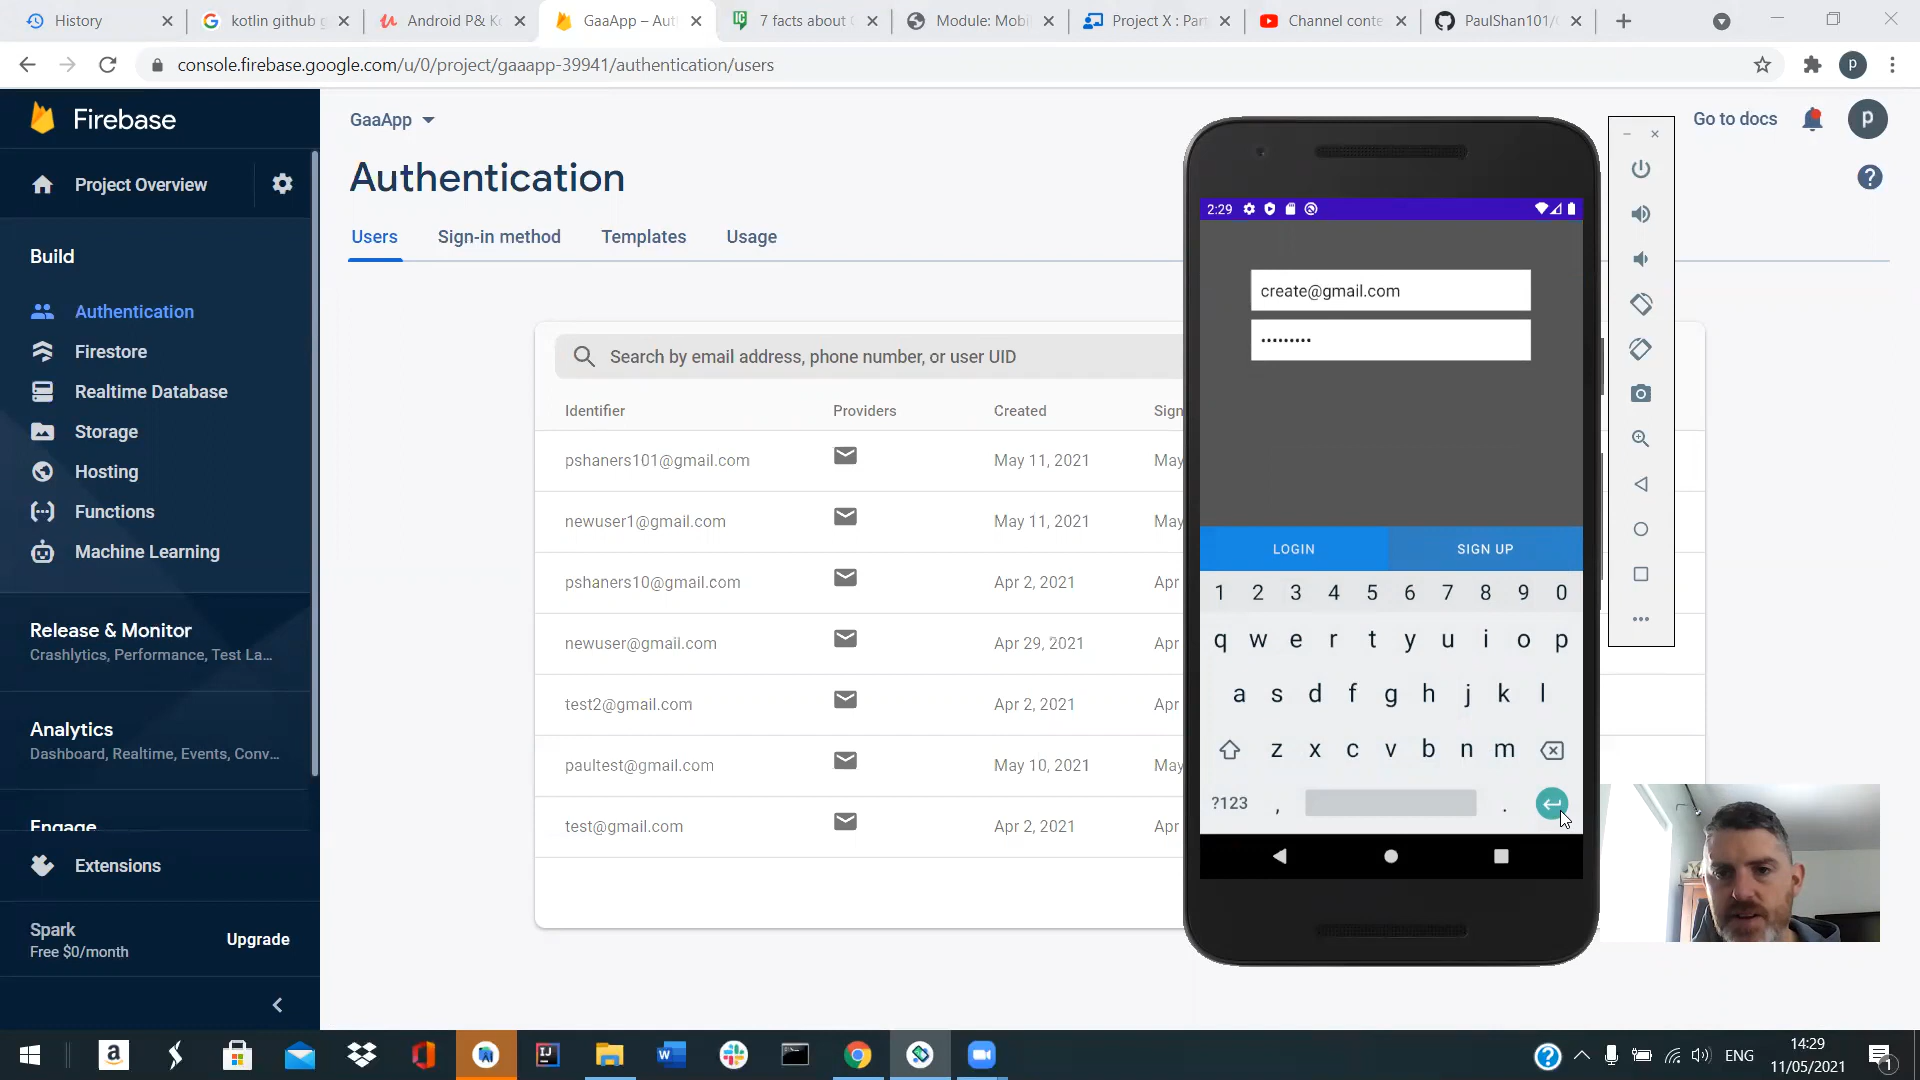 History
kotlin github g
Android P& K
GaaApp – Aut
7 facts about
Module: Mobi
Project X : Par
Channel conte
PaulShan101/
console.firebase.google.com/u/0/project/gaaapp-39941/authentication/users
p
Firebase
GaaApp
Go to docs
p
Project Overview
Authentication
Users
Sign-in method
Templates
Usage
Build
Authentication
Firestore
Realtime Database
Storage
Hosting
Functions
Machine Learning
Release & Monitor
Crashlytics, Performance, Test La...
Analytics
Dashboard, Realtime, Events, Conv...
Engage
Extensions
Spark
Free $0/month
Upgrade
Search by email address, phone number, or user UID
Identifier
Providers
Created
Sign
pshaners101@gmail.com
May 11, 2021
May
newuser1@gmail.com
May 11, 2021
May
pshaners10@gmail.com
Apr 2, 2021
Apr
newuser@gmail.com
Apr 29, 2021
Apr
test2@gmail.com
Apr 2, 2021
Apr
paultest@gmail.com
May 10, 2021
May
test@gmail.com
Apr 2, 2021
Apr
2:29
create@gmail.com
•••••••••
LOGIN
SIGN UP
1 2 3 4 5 6 7 8 9 0
q w e r t y u i o p
a s d f g h j k l
z x c v b n m
?123 , .
ENG
14:29
11/05/2021
1